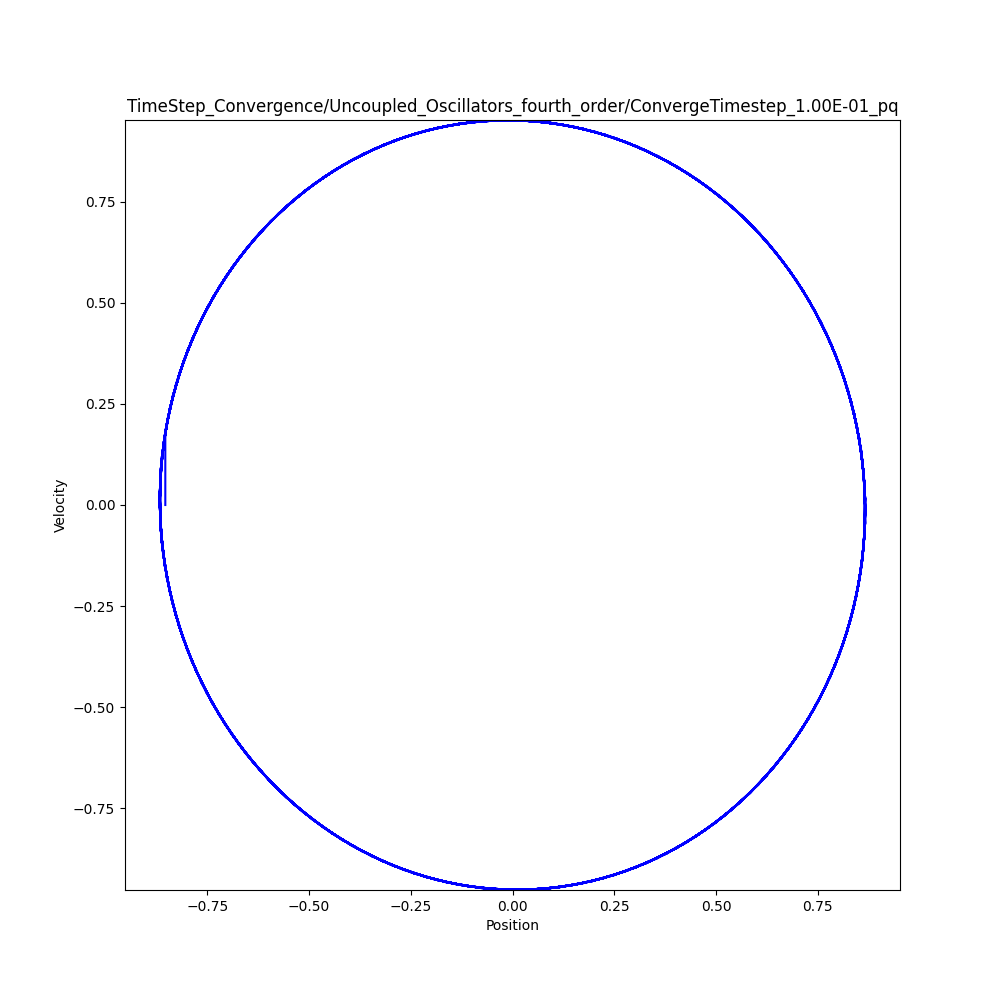 TimeStep_Convergence/Uncoupled_Oscillators_fourth_order/ConvergeTimestep_1.00E-01_pq
0.75
0.50
0.25
Velocity
0.00
−0.25
−0.50
−0.75
−0.75 −0.50 −0.25 0.00 0.25 0.50 0.75
Position